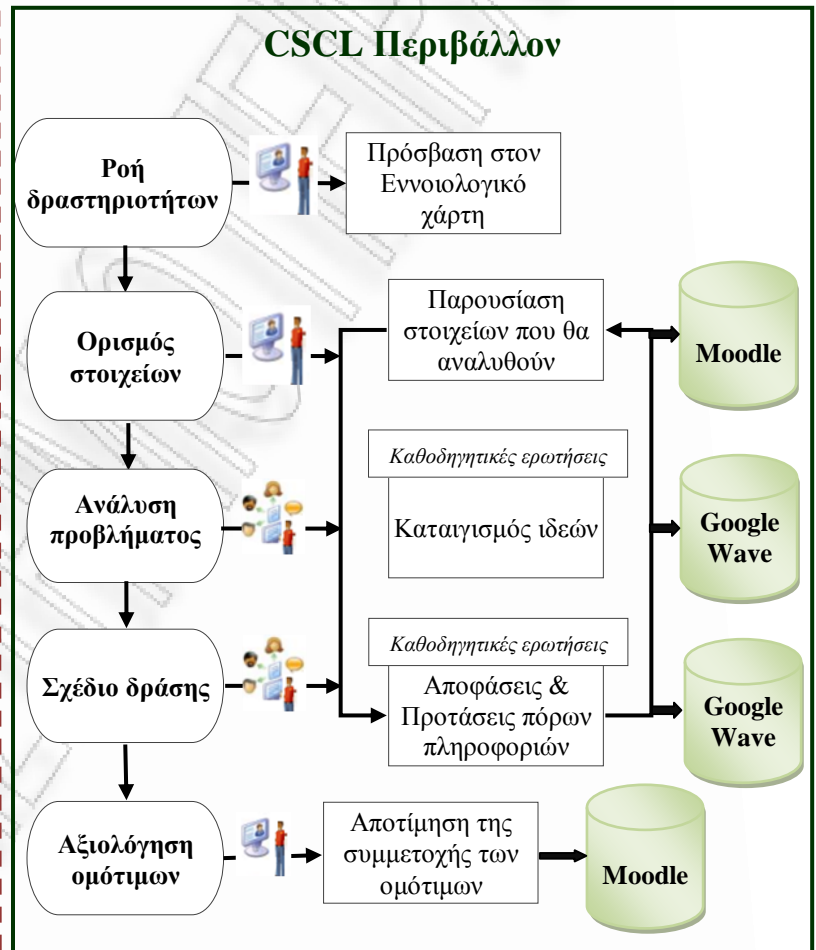 CSCL Περιβάλλον
Ροή
δραστηριοτήτων
Πρόσβαση στον
Εννοιολογικό
χάρτη
Ορισμός
στοιχείων
Παρουσίαση
στοιχείων που θα
αναλυθούν
Moodle
Ανάλυση
προβλήματος
Καθοδηγητικές ερωτήσεις
Καταιγισμός ιδεών
Google
Wave
Σχέδιο δράσης
Καθοδηγητικές ερωτήσεις
Αποφάσεις &
Προτάσεις πόρων
πληροφοριών
Google
Wave
Αξιολόγηση
ομότιμων
Αποτίμηση της
συμμετοχής των
ομότιμων
Moodle